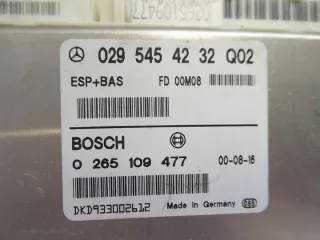 029 545 42 32 Q02
ESP+BAS FD 00M08
BOSCH
0 265 109 477 00-08-16
DKD933002612 Made in Germany